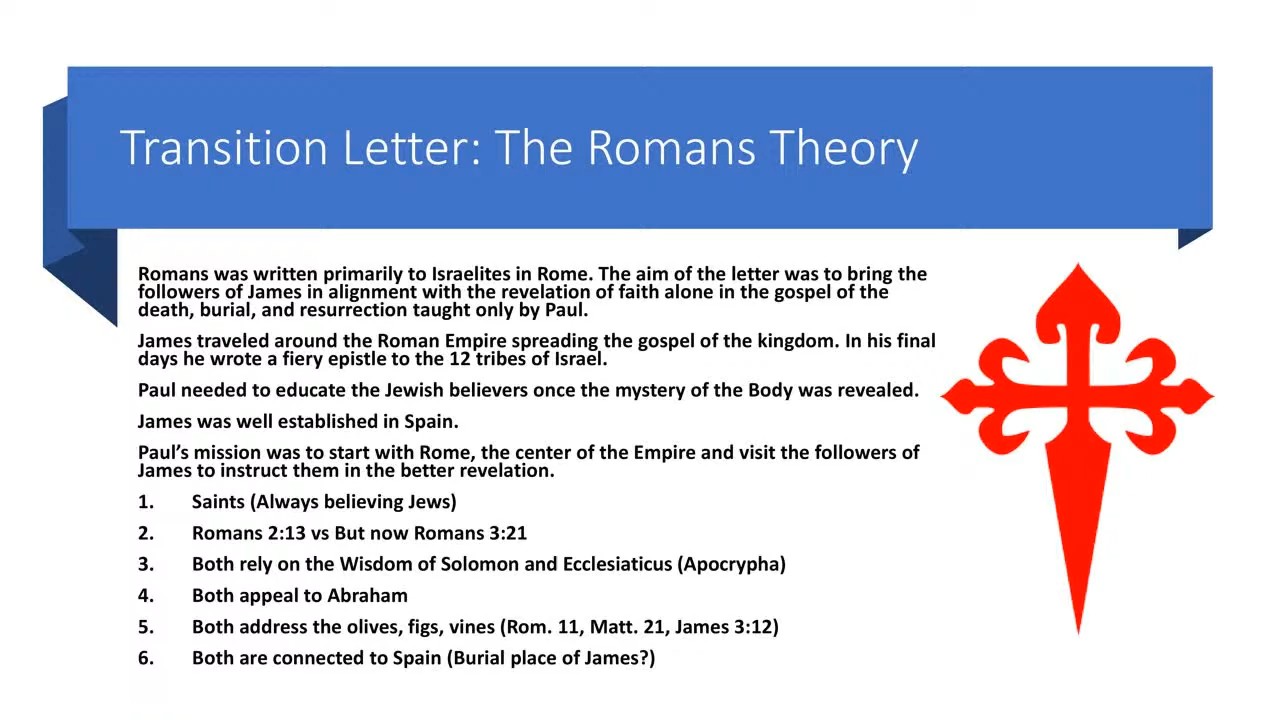 Transition Letter: The Romans Theory
Romans was written primarily to Israelites in Rome. The aim of the letter was to bring the
followers of James in alignment with the revelation of faith alone in the gospel of the
death, burial, and resurrection taught only by Paul.
James traveled around the Roman Empire spreading the gospel of the kingdom. In his final
days he wrote a fiery epistle to the 12 tribes of Israel.
Paul needed to educate the Jewish believers once the mystery of the Body was revealed.
James was well established in Spain.
Paul’s mission was to start with Rome, the center of the Empire and visit the followers of
James to instruct them in the better revelation.
1. Saints (Always believing Jews)
2. Romans 2:13 vs But now Romans 3:21
3. Both rely on the Wisdom of Solomon and Ecclesiaticus (Apocrypha)
4. Both appeal to Abraham
5. Both address the olives, figs, vines (Rom. 11, Matt. 21, James 3:12)
6. Both are connected to Spain (Burial place of James?)